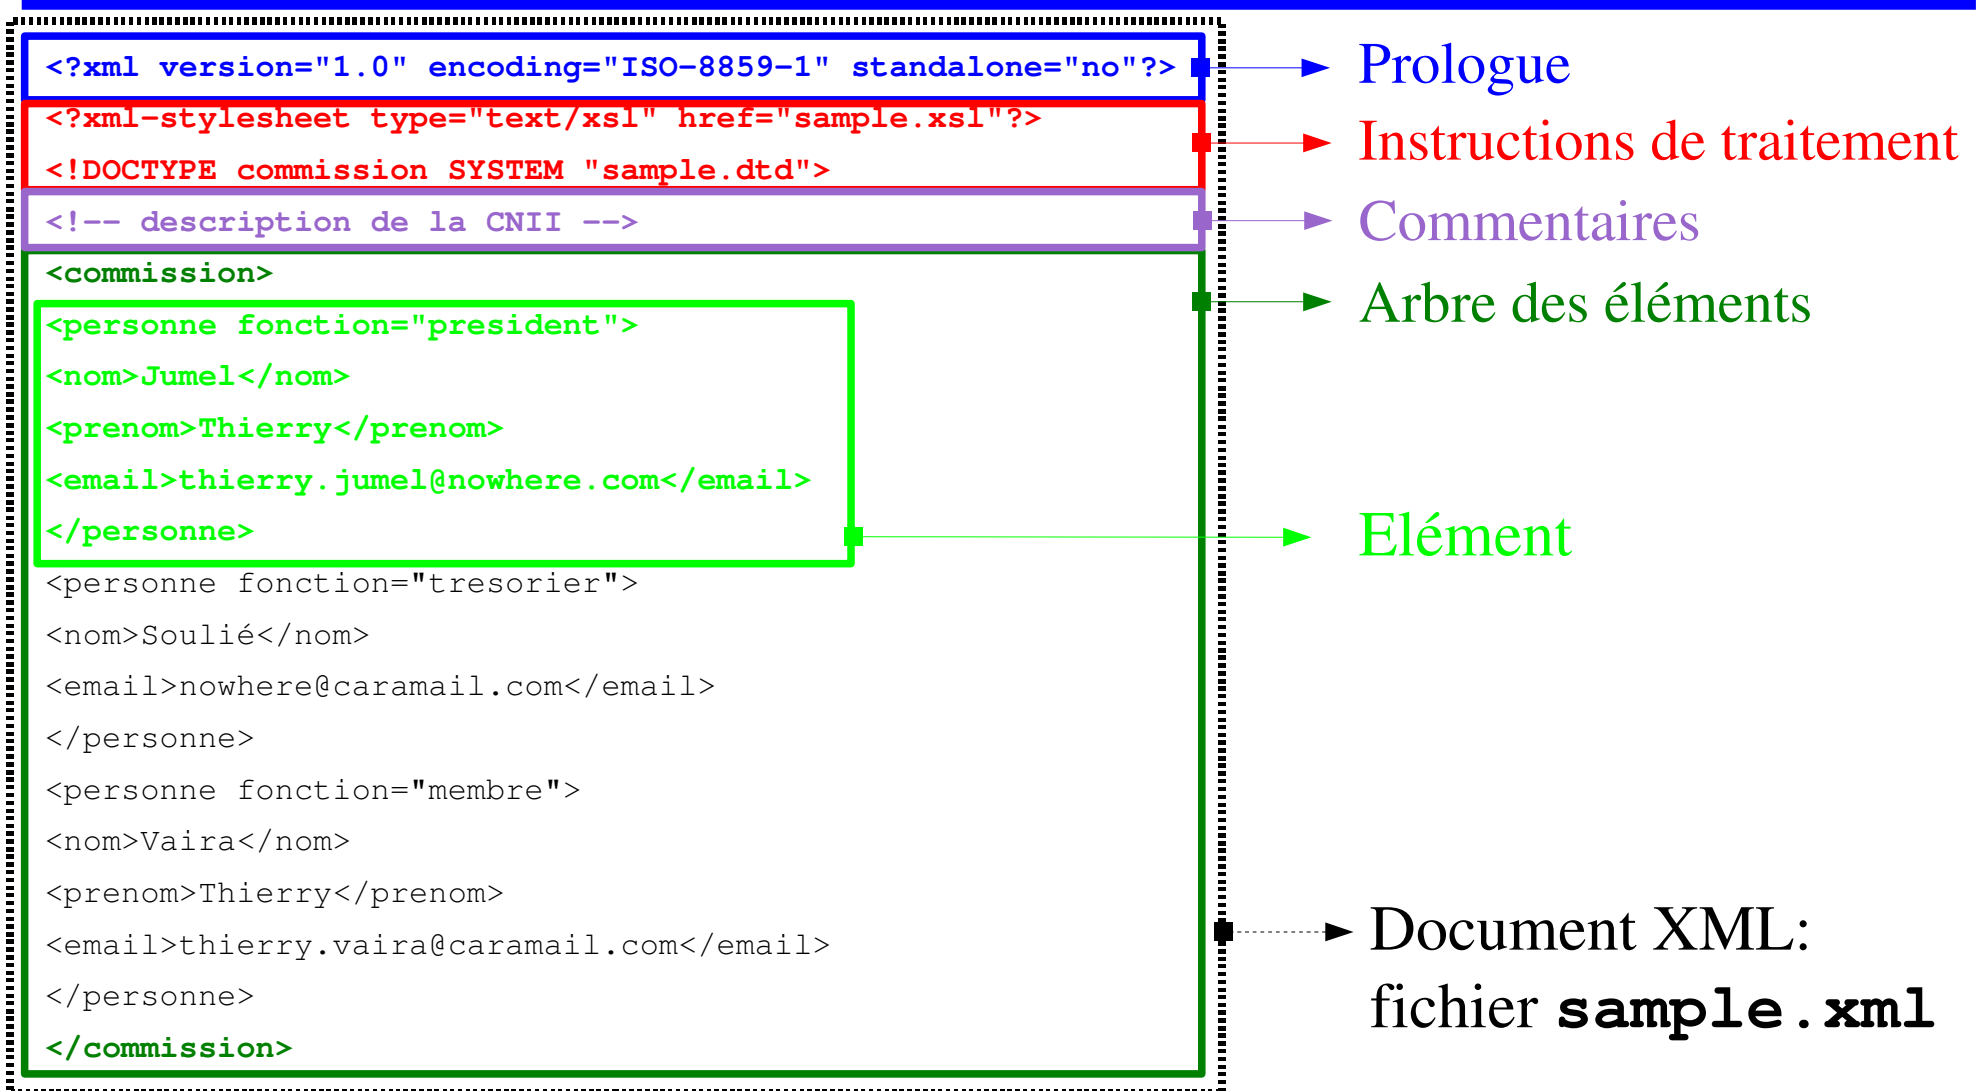 <?xml version="1.0" encoding="ISO-8859-1" standalone="no"?>
Prologue
<?xml-stylesheet type="text/xsl" href="sample.xsl"?>
<!DOCTYPE commission SYSTEM "sample.dtd">
Instructions de traitement
<!-- description de la CNII -->
Commentaires
<commission>
Arbre des éléments
<personne fonction="president">
<nom>Jumel</nom>
<prenom>Thierry</prenom>
<email>thierry.jumel@nowhere.com</email>
</personne>
Elément
<personne fonction="tresorier">
<nom>Soulié</nom>
<email>nowhere@caramail.com</email>
</personne>
<personne fonction="membre">
<nom>Vaira</nom>
<prenom>Thierry</prenom>
<email>thierry.vaira@caramail.com</email>
</personne>
</commission>
Document XML:
fichier sample.xml